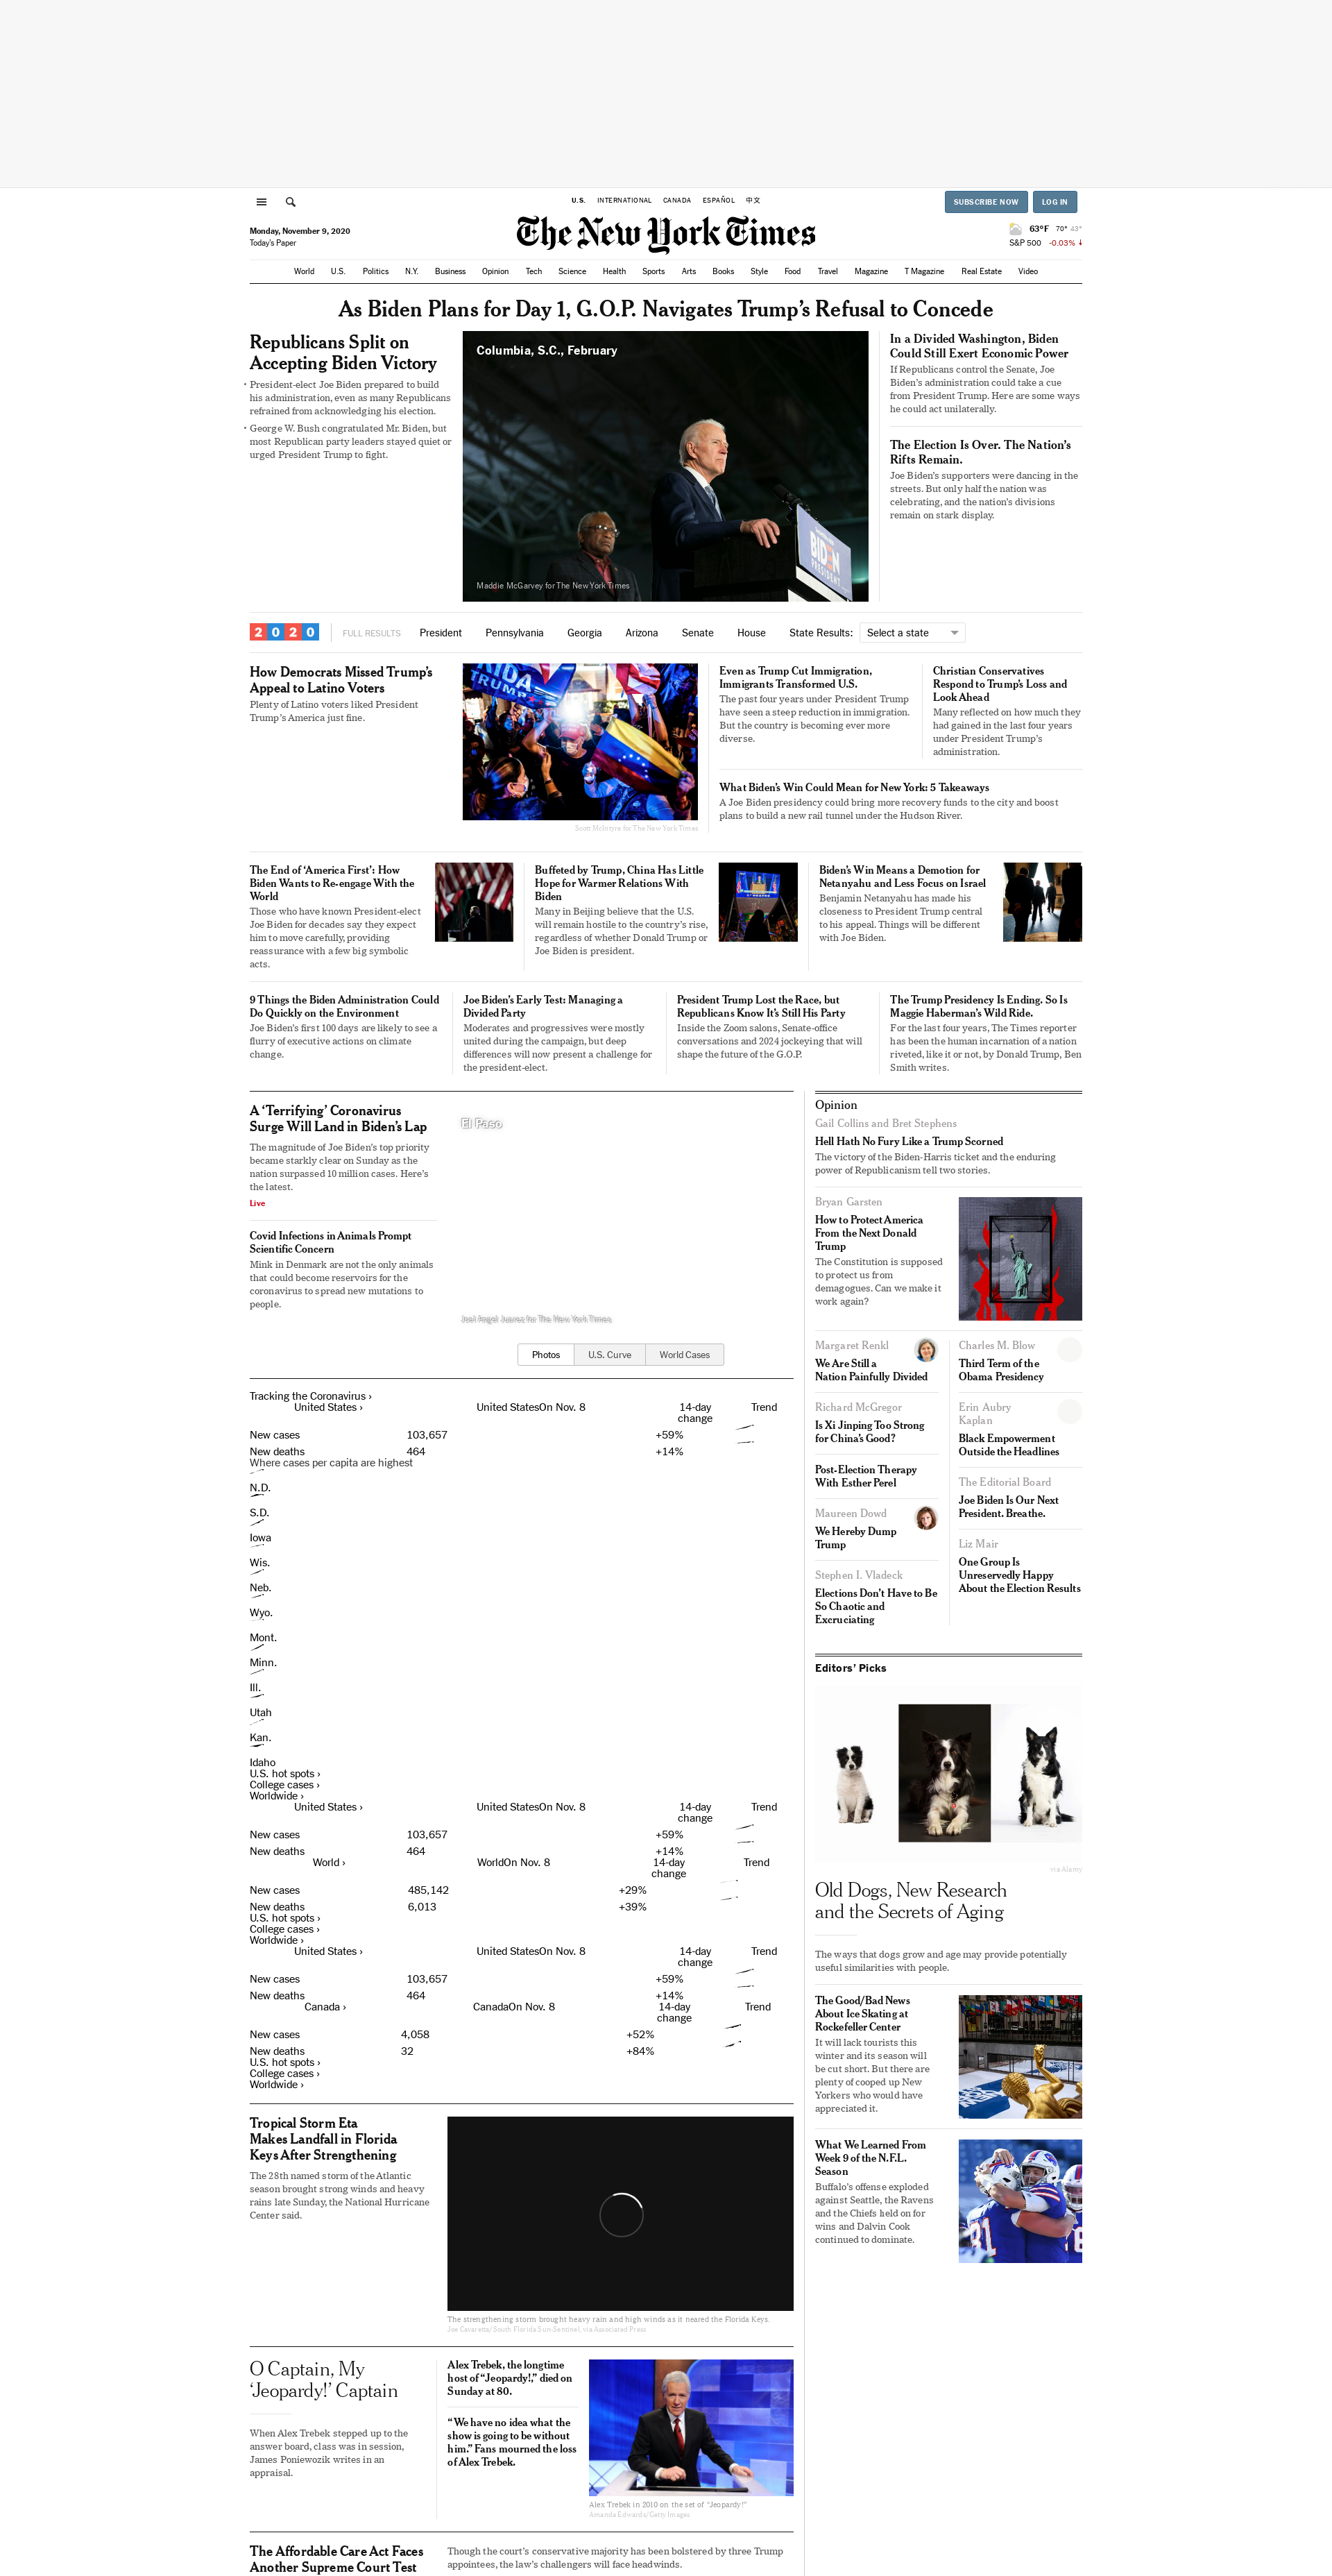 U.S. INTERNATIONAL CANADA ESPAÑOL 中文
SUBSCRIBE NOW LOG IN
Monday, November 9, 2020
Today's Paper
The New York Times
63°F 70° 43°
S&P 500 -0.03% ↓
World U.S. Politics N.Y. Business Opinion Tech Science Health Sports Arts Books Style Food Travel Magazine T Magazine Real Estate Video
As Biden Plans for Day 1, G.O.P. Navigates Trump's Refusal to Concede
Republicans Split on
Accepting Biden Victory
• President-elect Joe Biden prepared to build
his administration, even as many Republicans
refrained from acknowledging his election.
• George W. Bush congratulated Mr. Biden, but
most Republican party leaders stayed quiet or
urged President Trump to fight.
Columbia, S.C., February
BIDEN
PRESIDENT
Maddie McGarvey for The New York Times
In a Divided Washington, Biden
Could Still Exert Economic Power
If Republicans control the Senate, Joe
Biden's administration could take a cue
from President Trump. Here are some ways
he could act unilaterally.
The Election Is Over. The Nation's
Rifts Remain.
Joe Biden's supporters were dancing in the
streets. But only half the nation was
celebrating, and the nation's divisions
remain on stark display.
2020 FULL RESULTS President Pennsylvania Georgia Arizona Senate House State Results: Select a state
How Democrats Missed Trump's
Appeal to Latino Voters
Plenty of Latino voters liked President
Trump's America just fine.
TRUMP
Scott McIntyre for The New York Times
Even as Trump Cut Immigration,
Immigrants Transformed U.S.
The past four years under President Trump
have seen a steep reduction in immigration.
But the country is becoming ever more
diverse.
Christian Conservatives
Respond to Trump's Loss and
Look Ahead
Many reflected on how much they
had gained in the last four years
under President Trump's
administration.
What Biden's Win Could Mean for New York: 5 Takeaways
A Joe Biden presidency could bring more recovery funds to the city and boost
plans to build a new rail tunnel under the Hudson River.
The End of 'America First': How
Biden Wants to Re-engage With the
World
Those who have known President-elect
Joe Biden for decades say they expect
him to move carefully, providing
reassurance with a few big symbolic
acts.
Buffeted by Trump, China Has Little
Hope for Warmer Relations With
Biden
Many in Beijing believe that the U.S.
will remain hostile to the country's rise,
regardless of whether Donald Trump or
Joe Biden is president.
Biden's Win Means a Demotion for
Netanyahu and Less Focus on Israel
Benjamin Netanyahu has made his
closeness to President Trump central
to his appeal. Things will be different
with Joe Biden.
9 Things the Biden Administration Could
Do Quickly on the Environment
Joe Biden's first 100 days are likely to see a
flurry of executive actions on climate
change.
Joe Biden's Early Test: Managing a
Divided Party
Moderates and progressives were mostly
united during the campaign, but deep
differences will now present a challenge for
the president-elect.
President Trump Lost the Race, but
Republicans Know It's Still His Party
Inside the Zoom salons, Senate-office
conversations and 2024 jockeying that will
shape the future of the G.O.P.
The Trump Presidency Is Ending. So Is
Maggie Haberman's Wild Ride.
For the last four years, The Times reporter
has been the human incarnation of a nation
riveted, like it or not, by Donald Trump, Ben
Smith writes.
A 'Terrifying' Coronavirus
Surge Will Land in Biden's Lap
The magnitude of Joe Biden's top priority
became starkly clear on Sunday as the
nation surpassed 10 million cases. Here's
the latest.
Live
Covid Infections in Animals Prompt
Scientific Concern
Mink in Denmark are not the only animals
that could become reservoirs for the
coronavirus to spread new mutations to
people.
El Paso
Joel Angel Juarez for The New York Times
Photos U.S. Curve World Cases
Tracking the Coronavirus ›
United States › United StatesOn Nov. 8 14-day
change Trend
New cases 103,657 +59%
New deaths 464 +14%
Where cases per capita are highest
N.D.
S.D.
Iowa
Wis.
Neb.
Wyo.
Mont.
Minn.
Ill.
Utah
Kan.
Idaho
U.S. hot spots ›
College cases ›
Worldwide ›
United States › United StatesOn Nov. 8 14-day
change Trend
New cases 103,657 +59%
New deaths 464 +14%
World › WorldOn Nov. 8 14-day
change Trend
New cases 485,142 +29%
New deaths 6,013 +39%
U.S. hot spots ›
College cases ›
Worldwide ›
United States › United StatesOn Nov. 8 14-day
change Trend
New cases 103,657 +59%
New deaths 464 +14%
Canada › CanadaOn Nov. 8 14-day
change Trend
New cases 4,058 +52%
New deaths 32 +84%
U.S. hot spots ›
College cases ›
Worldwide ›
Tropical Storm Eta
Makes Landfall in Florida
Keys After Strengthening
The 28th named storm of the Atlantic
season brought strong winds and heavy
rains late Sunday, the National Hurricane
Center said.
The strengthening storm brought heavy rain and high winds as it neared the Florida Keys.
Joe Cavaretta/South Florida Sun-Sentinel, via Associated Press
O Captain, My
'Jeopardy!' Captain
When Alex Trebek stepped up to the
answer board, class was in session,
James Poniewozik writes in an
appraisal.
Alex Trebek, the longtime
host of "Jeopardy!," died on
Sunday at 80.
"We have no idea what the
show is going to be without
him." Fans mourned the loss
of Alex Trebek.
Alex Trebek in 2010 on the set of "Jeopardy!"
Amanda Edwards/Getty Images
The Affordable Care Act Faces
Another Supreme Court Test
Though the court's conservative majority has been bolstered by three Trump
appointees, the law's challengers will face headwinds.
Opinion
Gail Collins and Bret Stephens
Hell Hath No Fury Like a Trump Scorned
The victory of the Biden-Harris ticket and the enduring
power of Republicanism tell two stories.
Bryan Garsten
How to Protect America
From the Next Donald
Trump
The Constitution is supposed
to protect us from
demagogues. Can we make it
work again?
Margaret Renkl
We Are Still a
Nation Painfully Divided
Richard McGregor
Is Xi Jinping Too Strong
for China's Good?
Post-Election Therapy
With Esther Perel
Maureen Dowd
We Hereby Dump
Trump
Stephen I. Vladeck
Elections Don't Have to Be
So Chaotic and
Excruciating
Charles M. Blow
Third Term of the
Obama Presidency
Erin Aubry
Kaplan
Black Empowerment
Outside the Headlines
The Editorial Board
Joe Biden Is Our Next
President. Breathe.
Liz Mair
One Group Is
Unreservedly Happy
About the Election Results
Editors' Picks
via Alamy
Old Dogs, New Research
and the Secrets of Aging
The ways that dogs grow and age may provide potentially
useful similarities with people.
The Good/Bad News
About Ice Skating at
Rockefeller Center
It will lack tourists this
winter and its season will
be cut short. But there are
plenty of cooped up New
Yorkers who would have
appreciated it.
What We Learned From
Week 9 of the N.F.L.
Season
Buffalo's offense exploded
against Seattle, the Ravens
and the Chiefs held on for
wins and Dalvin Cook
continued to dominate.